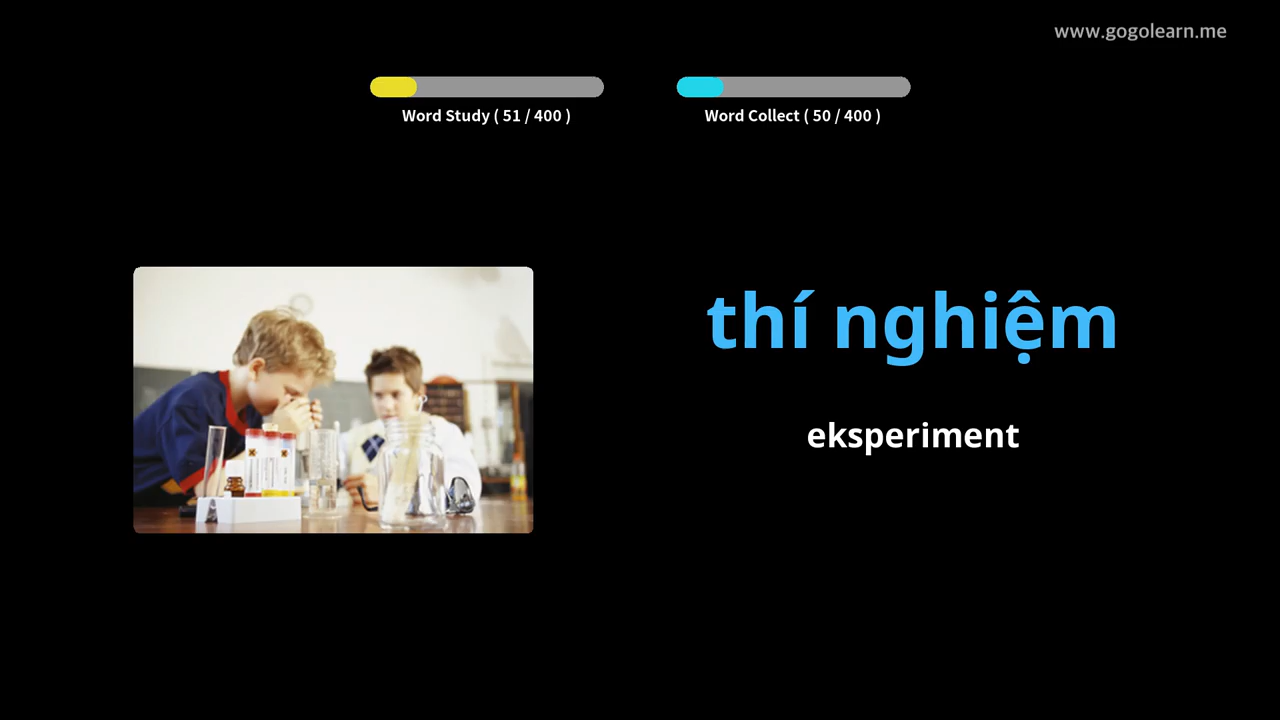 www.gogolearn.me
Word Study ( 51 / 400 )
Word Collect ( 50 / 400 )
thí nghiệm
eksperiment